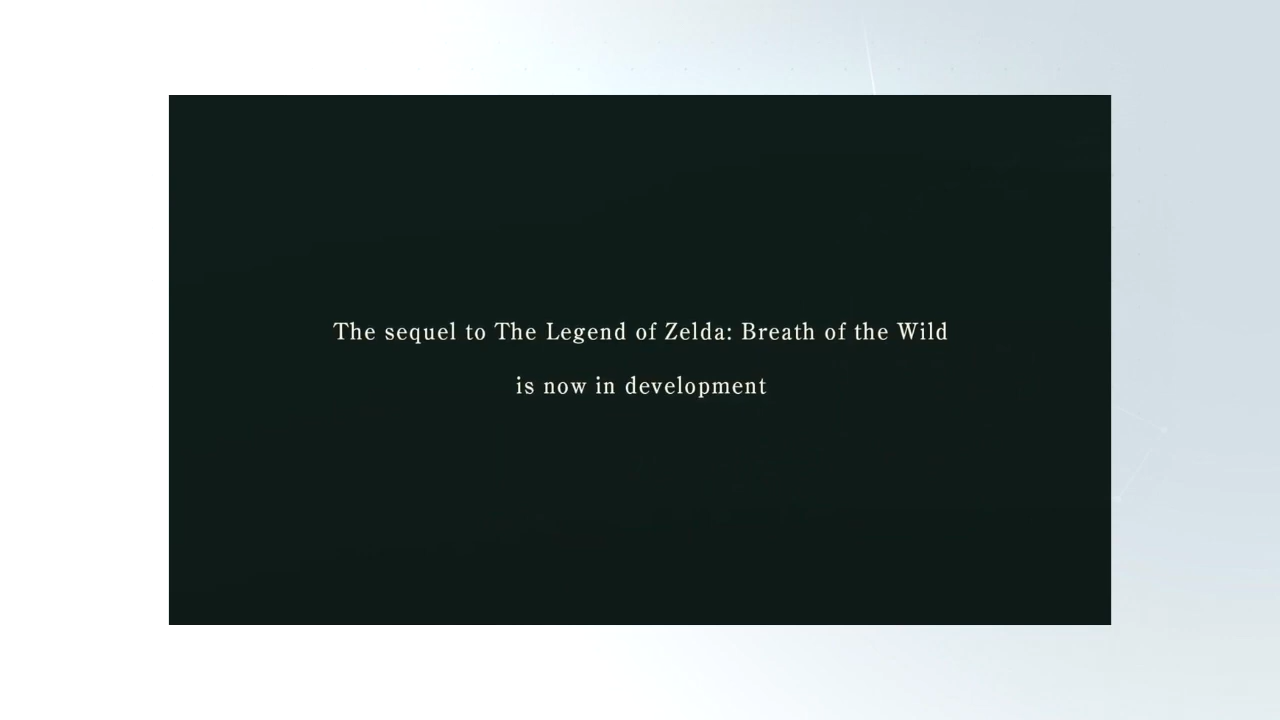 The sequel to The Legend of Zelda: Breath of the Wild
is now in development